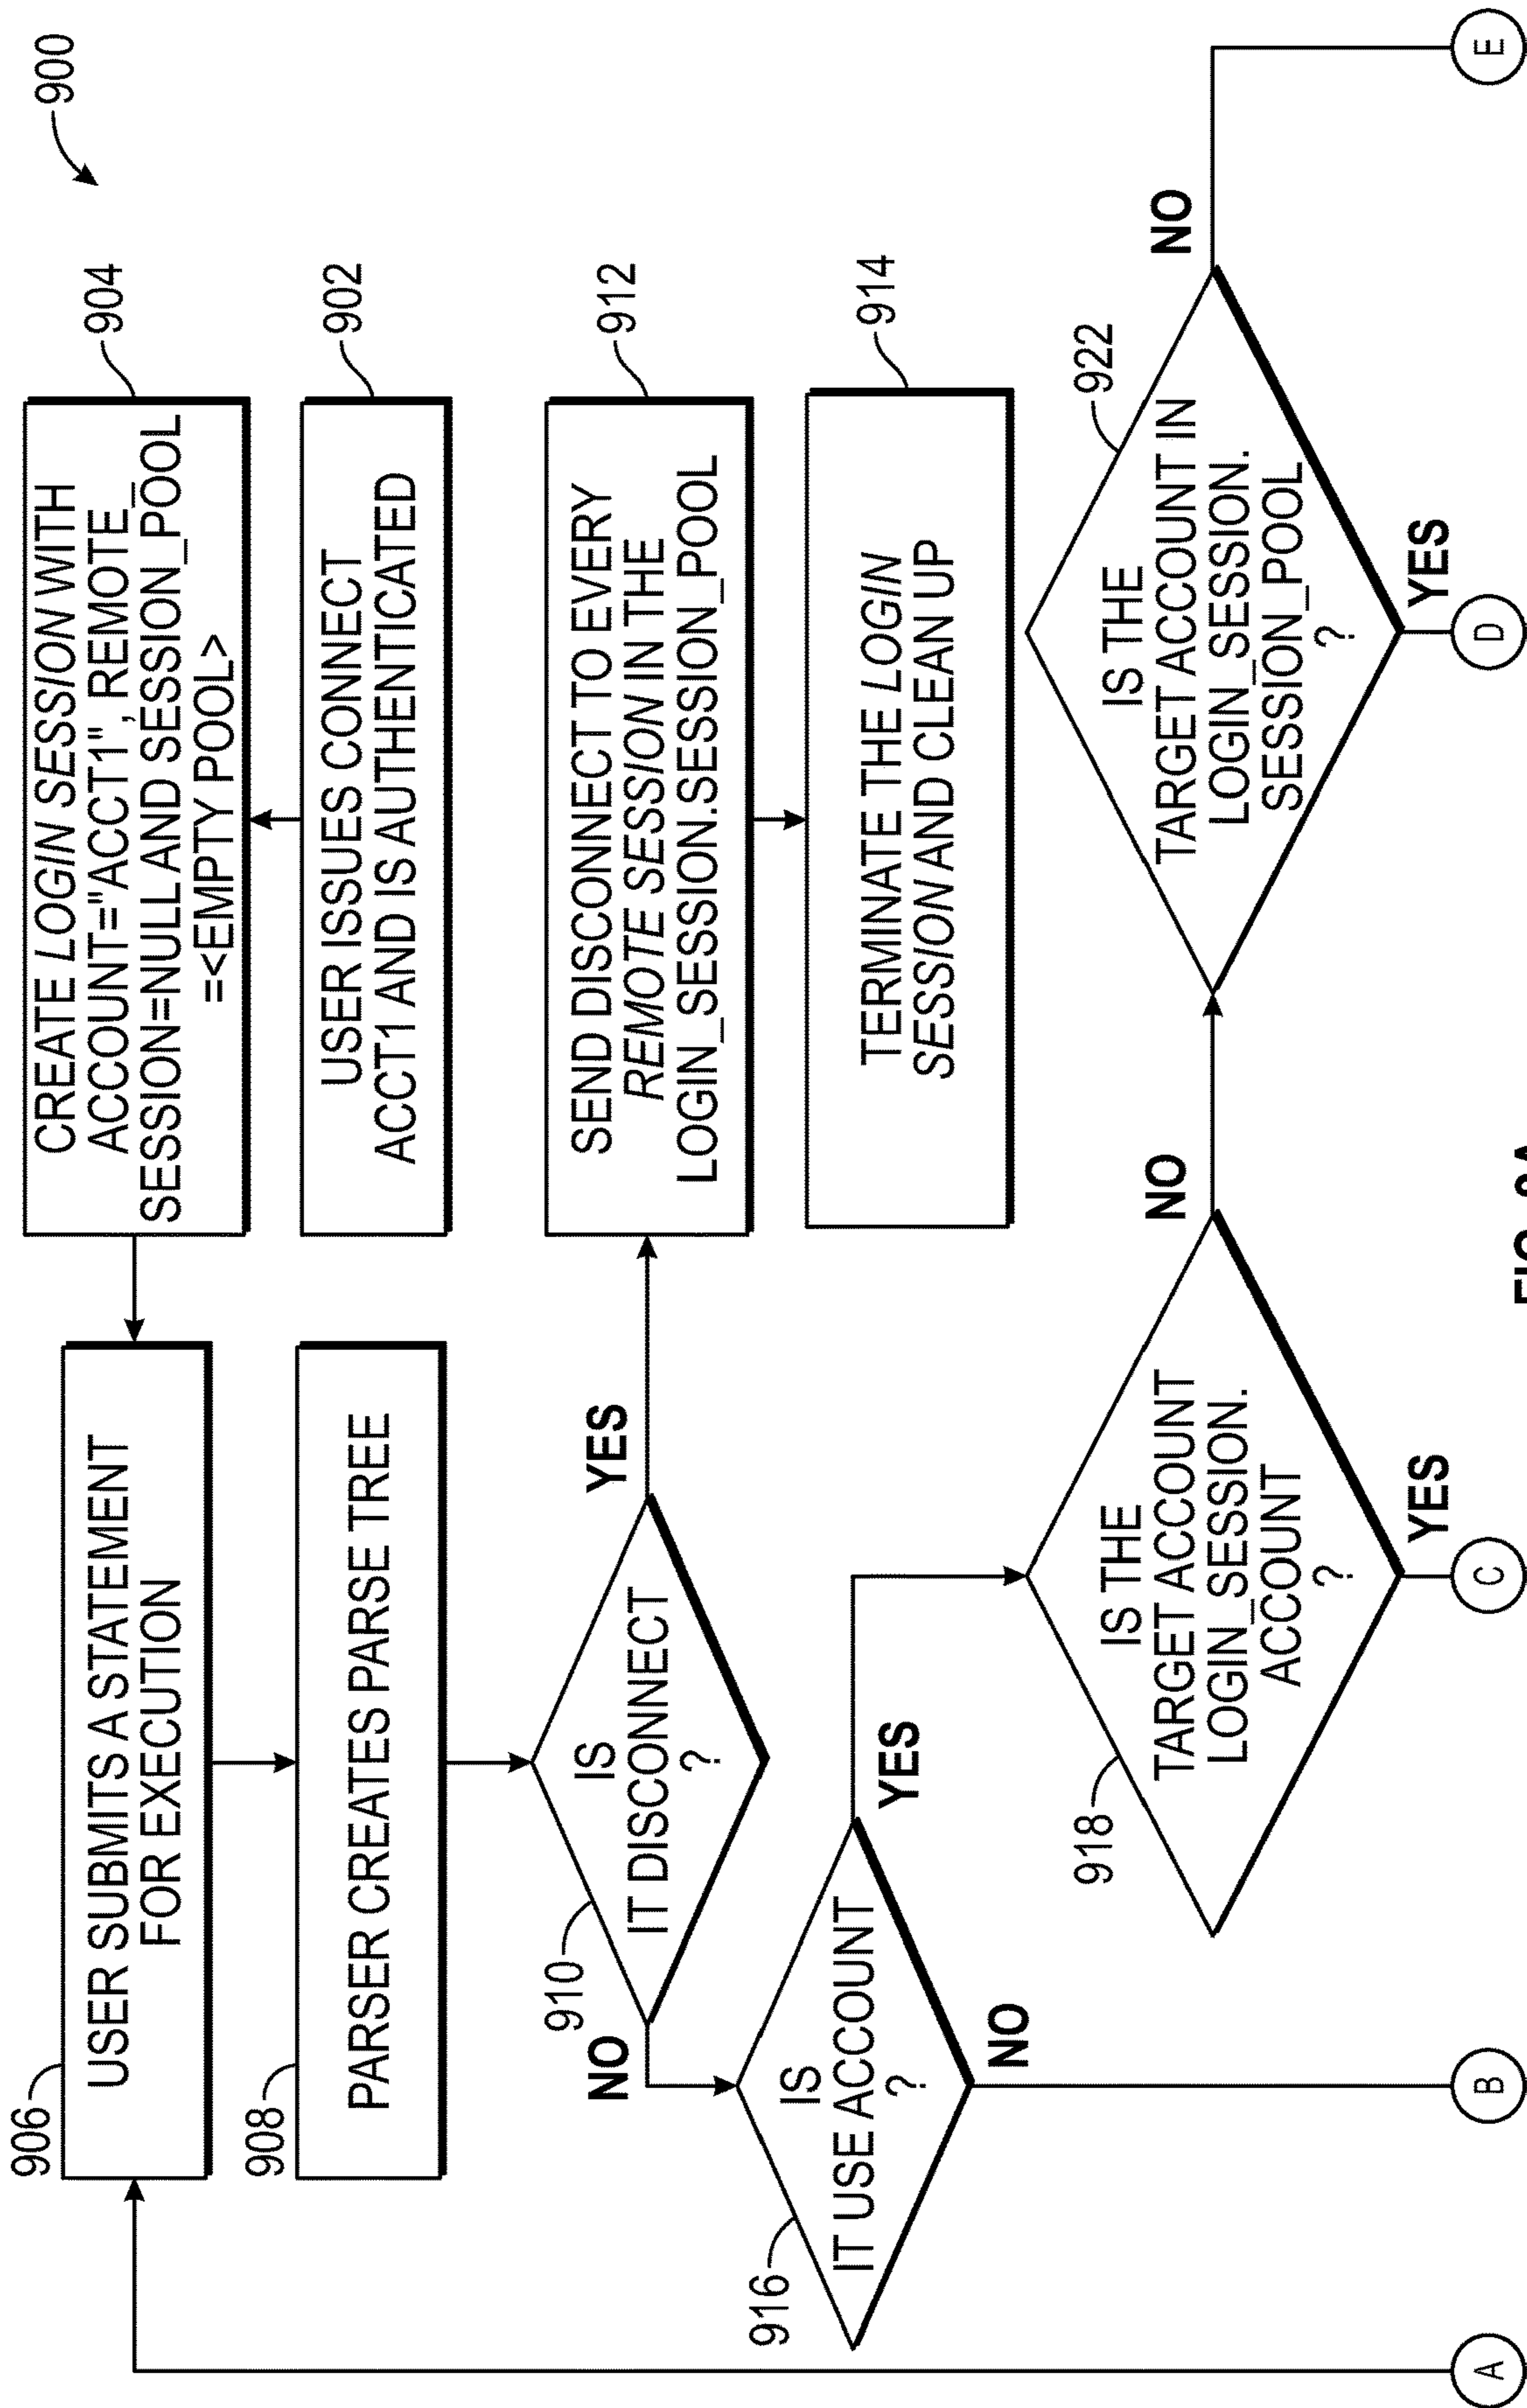 900
904
CREATE LOGIN SESSION WITH
ACCOUNT="ACCT1", REMOTE_
SESSION=NULL AND SESSION_POOL
=<EMPTY POOL>
902
USER ISSUES CONNECT
ACCT1 AND IS AUTHENTICATED
906
USER SUBMITS A STATEMENT
FOR EXECUTION
908
PARSER CREATES PARSE TREE
910
IS
IT DISCONNECT
?
YES
NO
912
SEND DISCONNECT TO EVERY
REMOTE SESSION IN THE
LOGIN_SESSION.SESSION_POOL
914
TERMINATE THE LOGIN
SESSION AND CLEAN UP
916
IS
IT USE ACCOUNT
?
YES
NO
918
IS THE
TARGET ACCOUNT
LOGIN_SESSION.
ACCOUNT
?
NO
YES
922
IS THE
TARGET ACCOUNT IN
LOGIN_SESSION.
SESSION_POOL
?
NO
YES
A
B
C
D
E